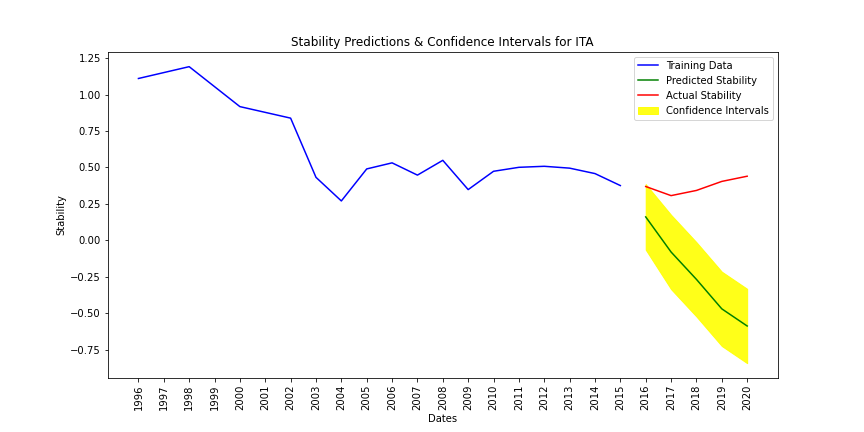 Stability Predictions & Confidence Intervals for ITA
Training Data
Predicted Stability
Actual Stability
Confidence Intervals
Stability
1.25
1.00
0.75
0.50
0.25
0.00
−0.25
−0.50
−0.75
1996 1997 1998 1999 2000 2001 2002 2003 2004 2005 2006 2007 2008 2009 2010 2011 2012 2013 2014 2015 2016 2017 2018 2019 2020
Dates